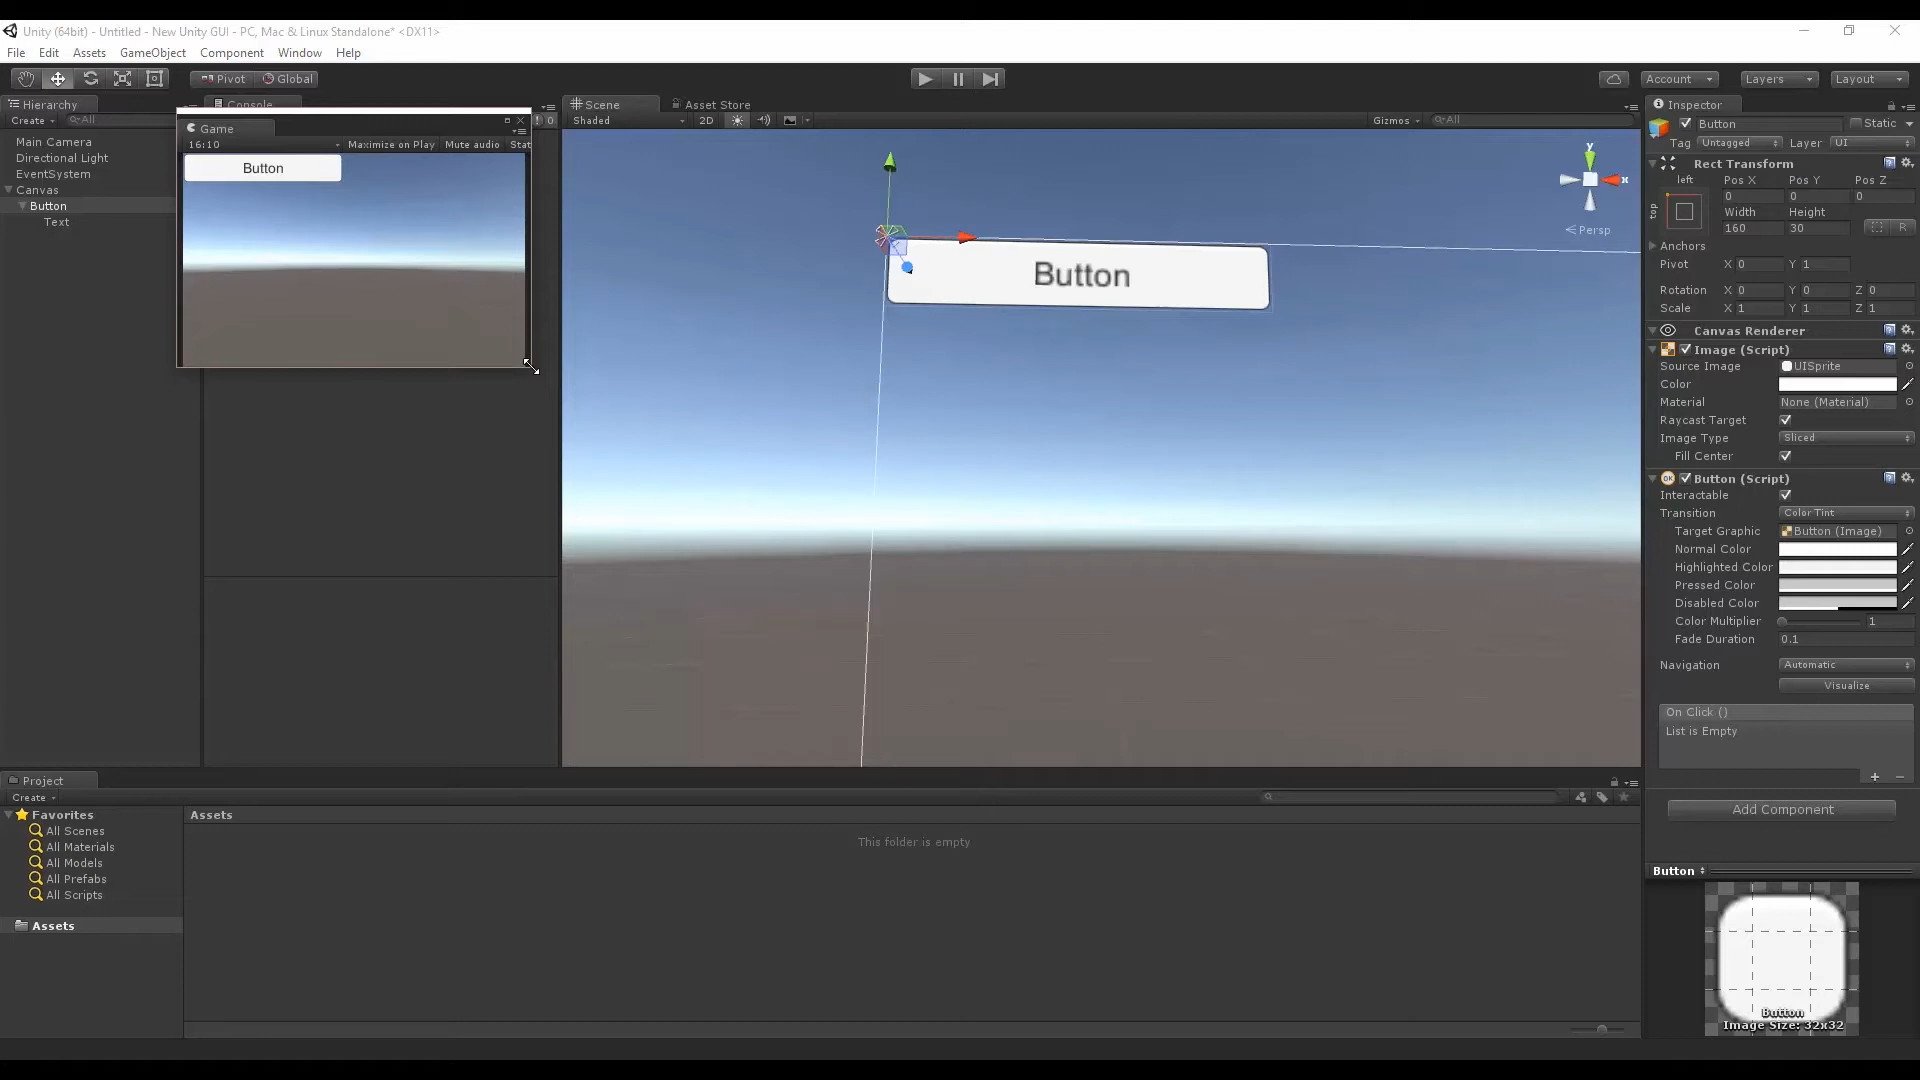 Unity (64bit) - Untitled - New Unity GUI - PC, Mac & Linux Standalone* <DX11>
File Edit Assets GameObject Component Window Help
Pivot Global
Account Layers Layout
Hierarchy
Create All
Main Camera
Directional Light
EventSystem
Canvas
Button
Text
Console
0
Game
16:10 Maximize on Play Mute audio Stat
Button
Scene Asset Store
Shaded 2D Gizmos All
y
x
Persp
Button
Inspector
Button Static
Tag Untagged Layer UI
Rect Transform
left Pos X Pos Y Pos Z
top 0 0 0
Width Height
160 30 R
Anchors
Pivot X 0 Y 1
Rotation X 0 Y 0 Z 0
Scale X 1 Y 1 Z 1
Canvas Renderer
Image (Script)
Source Image UISprite
Color
Material None (Material)
Raycast Target
Image Type Sliced
Fill Center
OK Button (Script)
Interactable
Transition Color Tint
Target Graphic Button (Image)
Normal Color
Highlighted Color
Pressed Color
Disabled Color
Color Multiplier 1
Fade Duration 0.1
Navigation Automatic
Visualize
On Click ()
List is Empty
Add Component
Button
Button
Image Size: 32x32
Project
Create
Favorites
All Scenes
All Materials
All Models
All Prefabs
All Scripts
Assets
Assets
This folder is empty